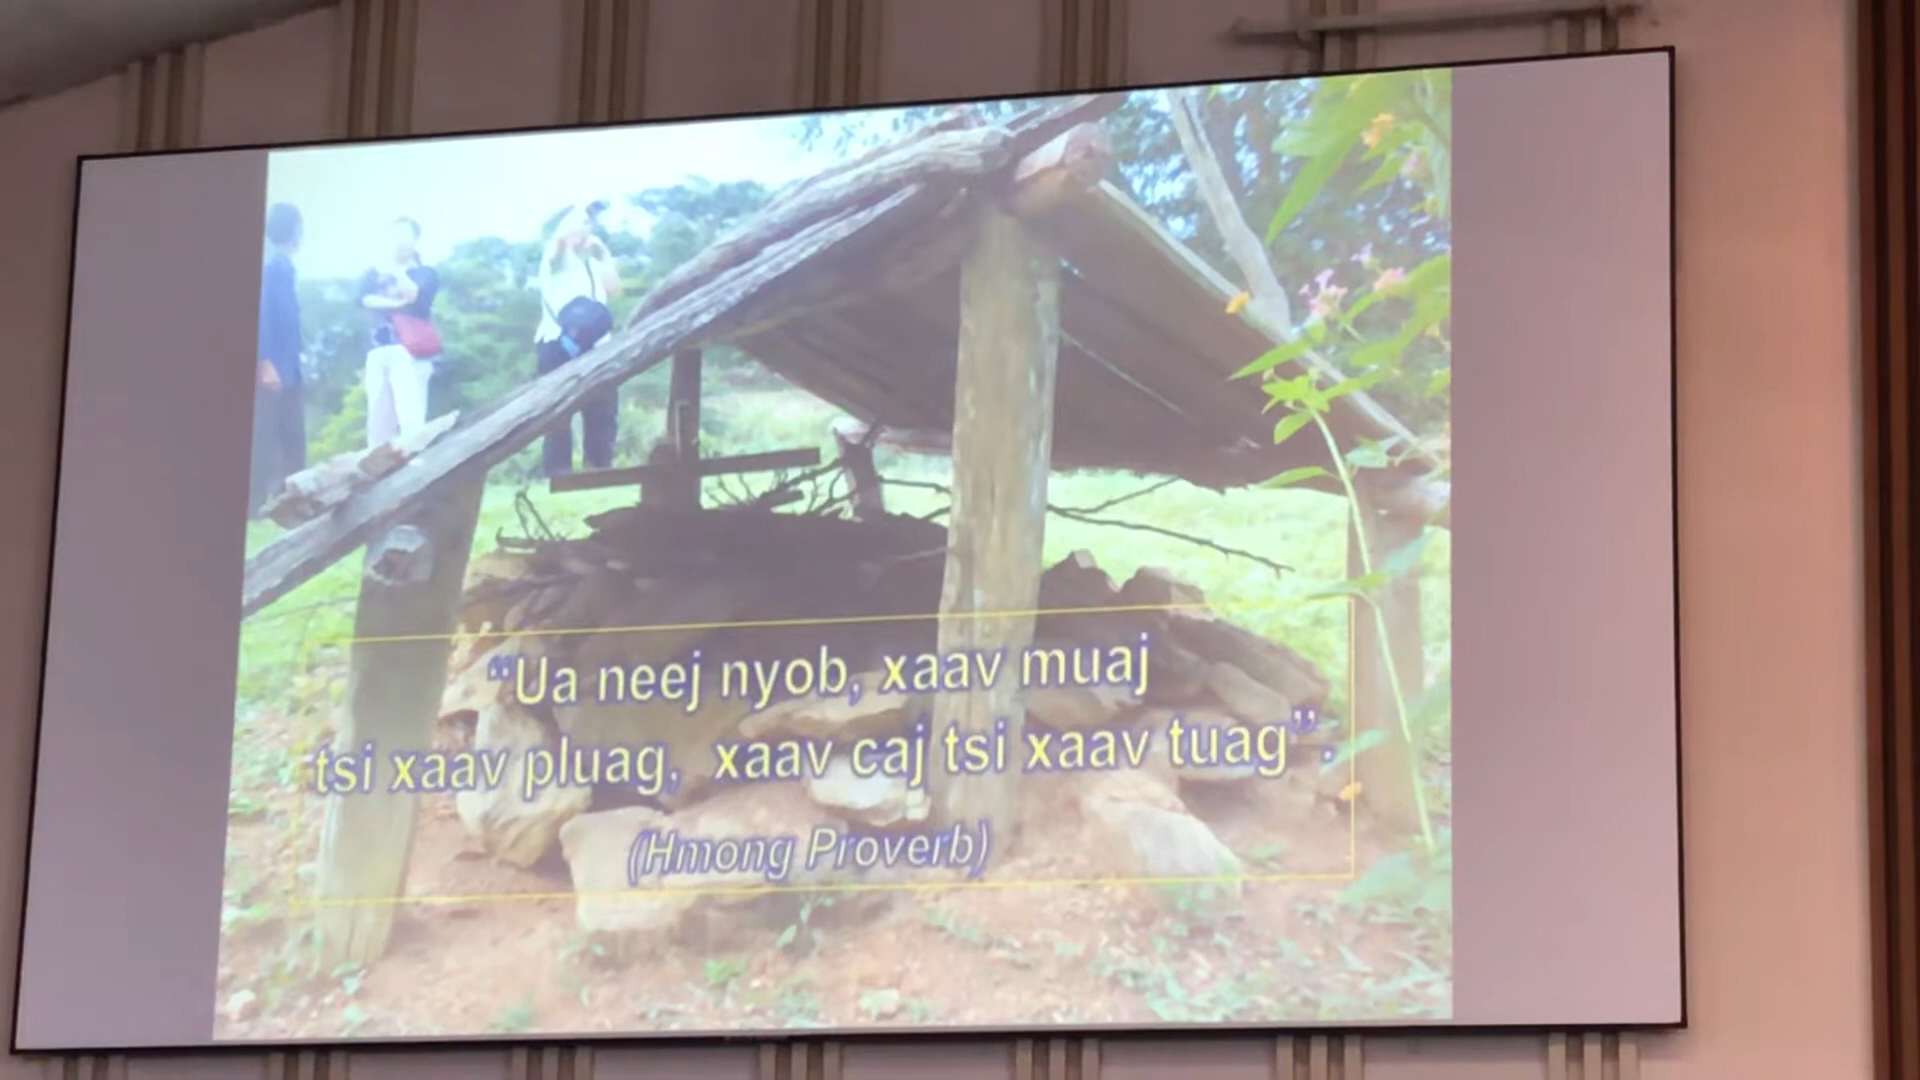 “Ua neej nyob, xaav muaj
tsi xaav pluag, xaav caj tsi xaav tuag”.
(Hmong Proverb)